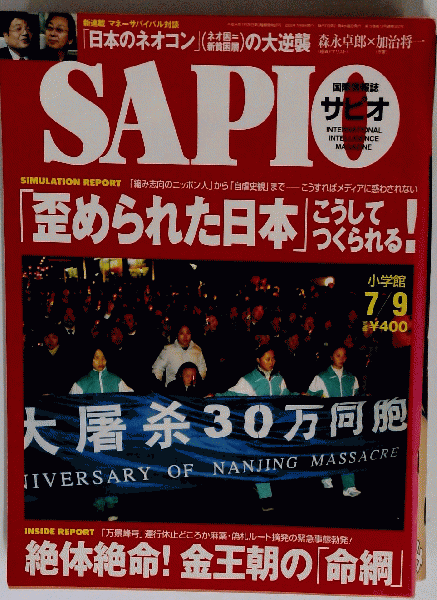 新連載 マネーサバイバル対談
「日本のネオコン」(ネオ困=新貧困層)の大逆襲 森永卓郎×加治将一
SAPIO
国際情報誌
サピオ
INTERNATIONAL
INTELLIGENCE
MAGAZINE
SIMULATION REPORT 「縮み志向のニッポン人」から「自虐史観」まで──こうすればメディアに惑わされない
「歪められた日本」こうしてつくられる!
小学館
7/9
¥400
大屠杀30万同胞
NIVERSARY OF NANJING MASSACRE
INSIDE REPORT 「万景峰号」運行休止どころか麻薬・偽札ルート摘発の緊急事態勃発!
絶体絶命!金王朝の「命綱」